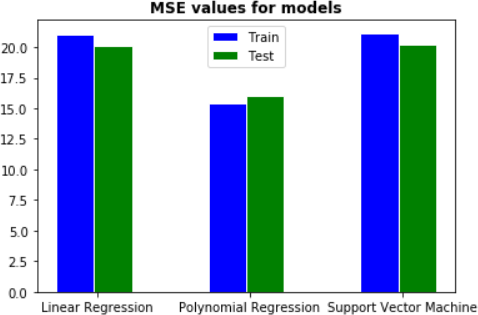 MSE values for models
Train
Test
20.0
17.5
15.0
12.5
10.0
7.5
5.0
2.5
0.0
Linear Regression
Polynomial Regression
Support Vector Machine